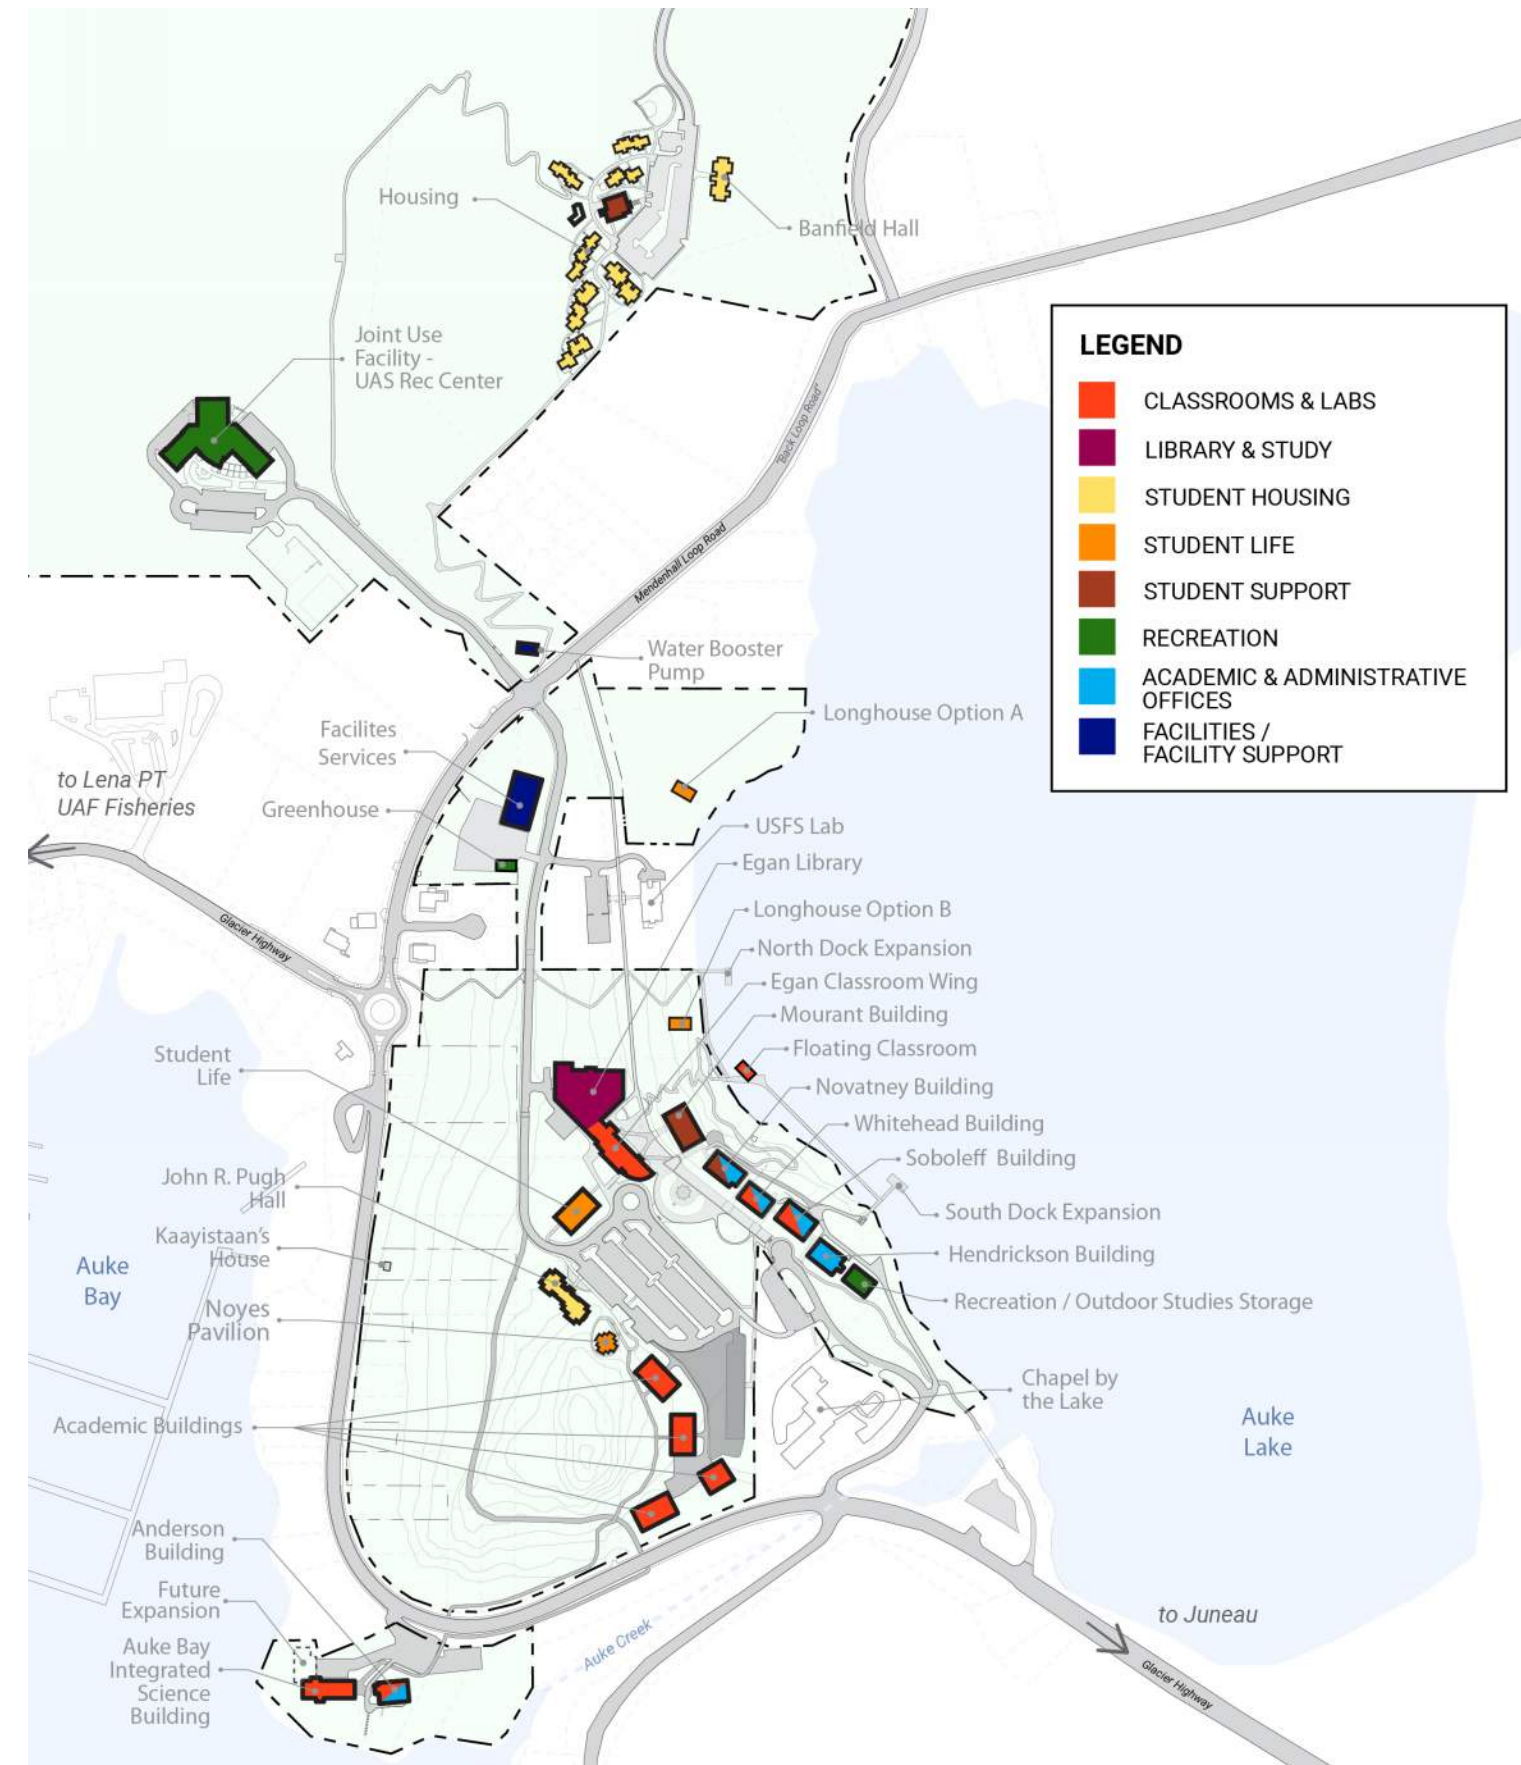 Housing
Banfield Hall
Joint Use
Facility -
UAS Rec Center
"Back Loop Road"
Mendenhall Loop Road
LEGEND
CLASSROOMS & LABS
LIBRARY & STUDY
STUDENT HOUSING
STUDENT LIFE
STUDENT SUPPORT
RECREATION
ACADEMIC & ADMINISTRATIVE
OFFICES
FACILITIES /
FACILITY SUPPORT
Water Booster
Pump
Longhouse Option A
Facilites
Services
to Lena PT
UAF Fisheries
Greenhouse
USFS Lab
Egan Library
Longhouse Option B
Glacier Highway
North Dock Expansion
Egan Classroom Wing
Mourant Building
Floating Classroom
Student
Life
Novatney Building
Whitehead Building
Soboleff Building
John R. Pugh
Hall
South Dock Expansion
Kaayistaan's
House
Hendrickson Building
Auke
Bay
Noyes
Pavilion
Recreation / Outdoor Studies Storage
Chapel by
the Lake
Academic Buildings
Auke
Lake
Anderson
Building
Future
Expansion
to Juneau
Auke Creek
Auke Bay
Integrated
Science
Building
Glacier Highway